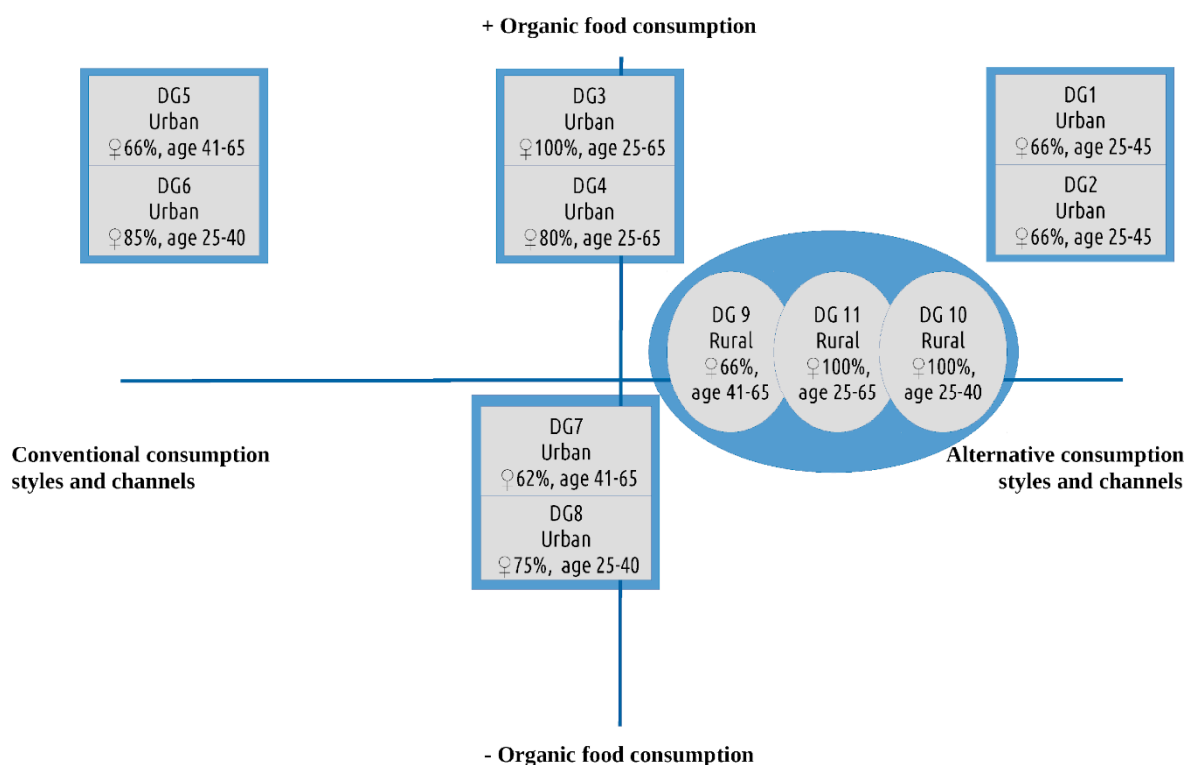 + Organic food consumption
DG5
Urban
♀66%, age 41-65
DG6
Urban
♀85%, age 25-40
DG3
Urban
♀100%, age 25-65
DG4
Urban
♀80%, age 25-65
DG1
Urban
♀66%, age 25-45
DG2
Urban
♀66%, age 25-45
DG 9
Rural
♀66%,
age 41-65
DG 11
Rural
♀100%,
age 25-65
DG 10
Rural
♀100%,
age 25-40
Conventional consumption
styles and channels
DG7
Urban
♀62%, age 41-65
DG8
Urban
♀75%, age 25-40
Alternative consumption
styles and channels
- Organic food consumption